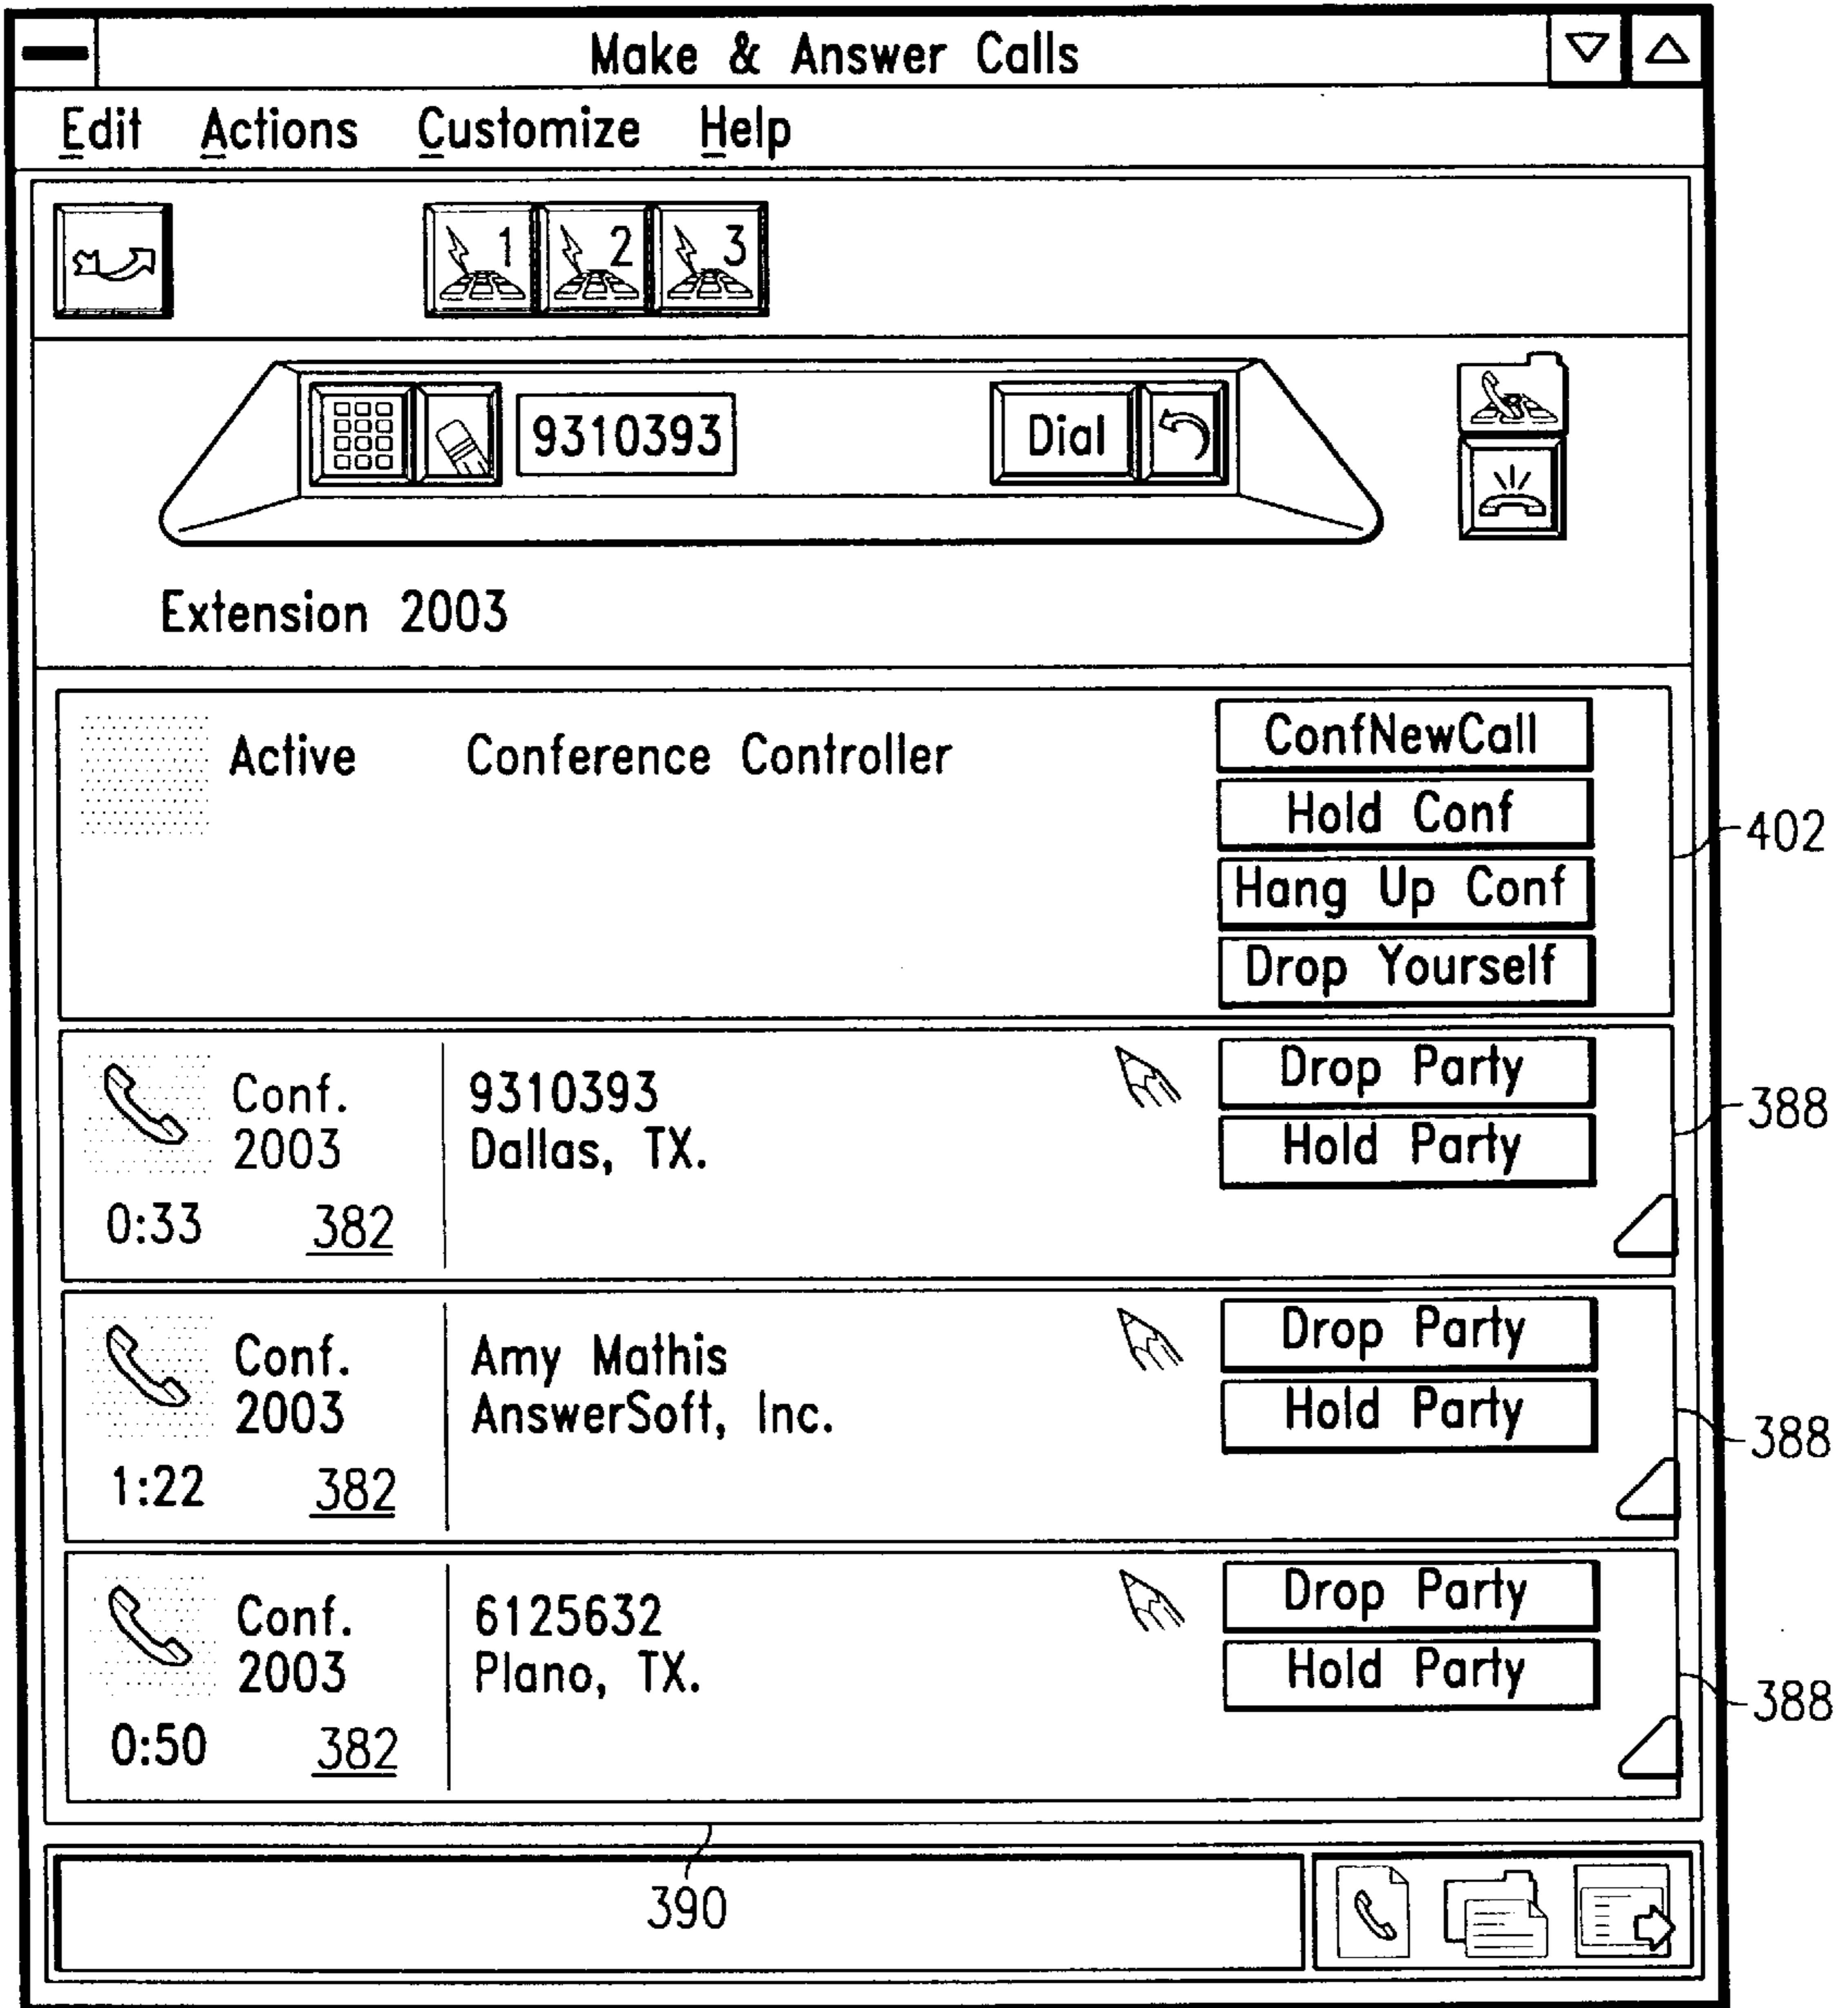 Make & Answer Calls
Edit Actions Customize Help
1 2 3
9310393 Dial
Extension 2003
Active Conference Controller
ConfNewCall
Hold Conf
Hang Up Conf
Drop Yourself
402
Conf. 9310393 Drop Party
2003 Dallas, TX. Hold Party
388
0:33 382
Conf. Amy Mathis Drop Party
2003 AnswerSoft, Inc. Hold Party
388
1:22 382
Conf. 6125632 Drop Party
2003 Plano, TX. Hold Party
388
0:50 382
390